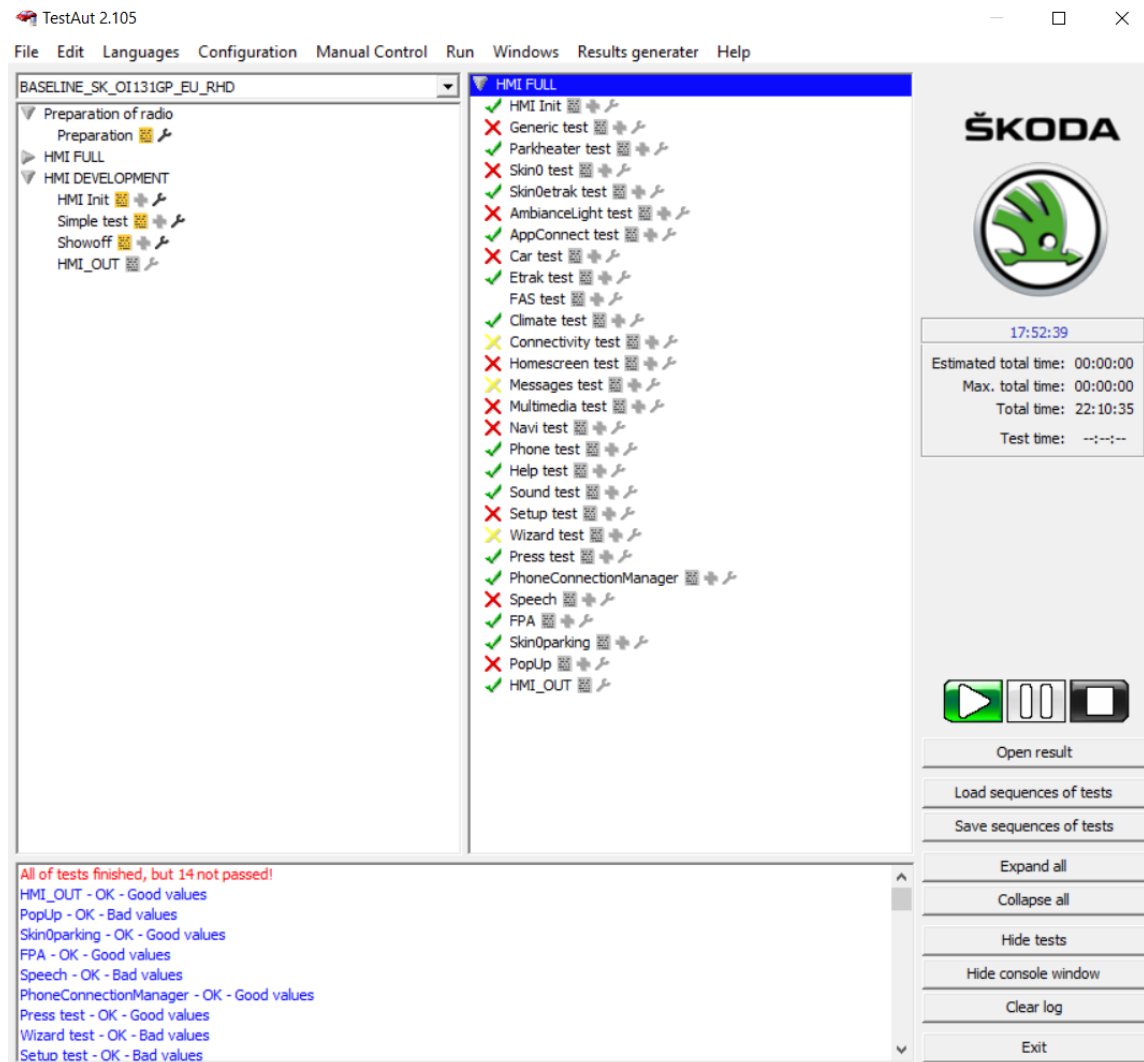 TestAut 2.105
File Edit Languages Configuration Manual Control Run Windows Results generater Help
BASELINE_SK_OI131GP_EU_RHD
Preparation of radio
Preparation
HMI FULL
HMI DEVELOPMENT
HMI Init
Simple test
Showoff
HMI_OUT
HMI FULL
HMI Init
Generic test
Parkheater test
Skin0 test
Skin0etrak test
AmbianceLight test
AppConnect test
Car test
Etrak test
FAS test
Climate test
Connectivity test
Homescreen test
Messages test
Multimedia test
Navi test
Phone test
Help test
Sound test
Setup test
Wizard test
Press test
PhoneConnectionManager
Speech
FPA
Skin0parking
PopUp
HMI_OUT
ŠKODA
17:52:39
Estimated total time: 00:00:00
Max. total time: 00:00:00
Total time: 22:10:35
Test time: --:--:--
Open result
Load sequences of tests
Save sequences of tests
Expand all
Collapse all
Hide tests
Hide console window
Clear log
Exit
All of tests finished, but 14 not passed!
HMI_OUT - OK - Good values
PopUp - OK - Bad values
Skin0parking - OK - Good values
FPA - OK - Good values
Speech - OK - Bad values
PhoneConnectionManager - OK - Good values
Press test - OK - Good values
Wizard test - OK - Bad values
Setup test - OK - Bad values